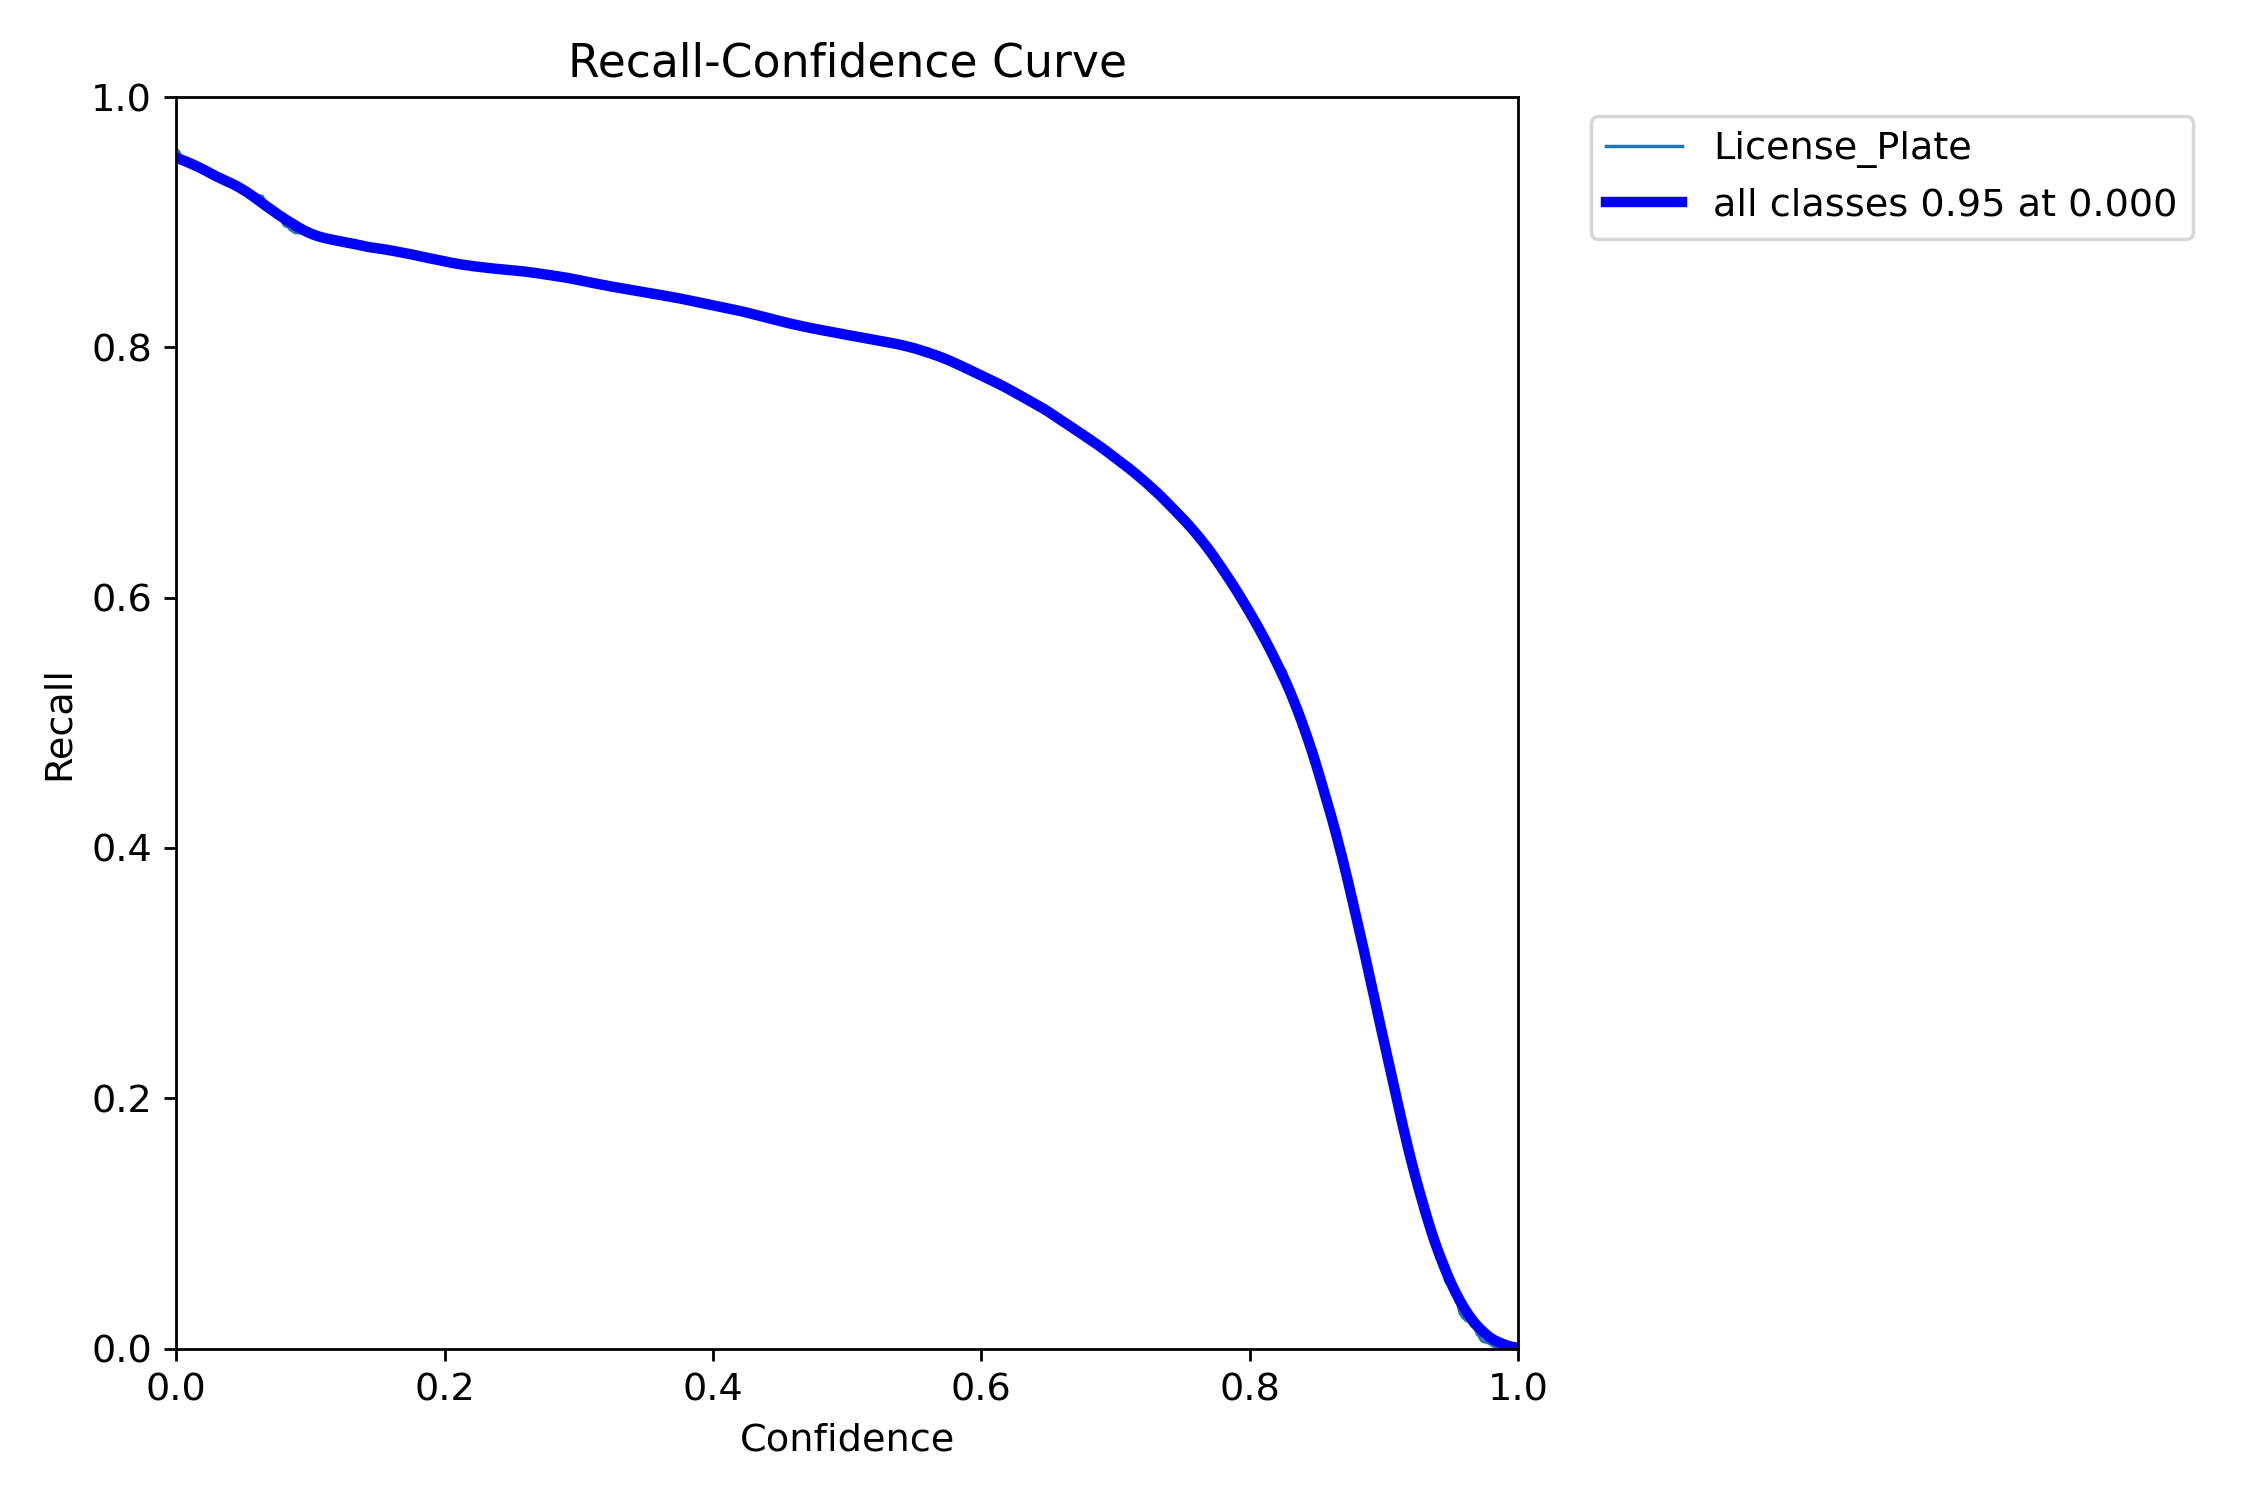 Recall-Confidence Curve
1.0
0.8
0.6
0.4
0.2
0.0
Recall
0.0 0.2 0.4 0.6 0.8 1.0
Confidence
License_Plate
all classes 0.95 at 0.000